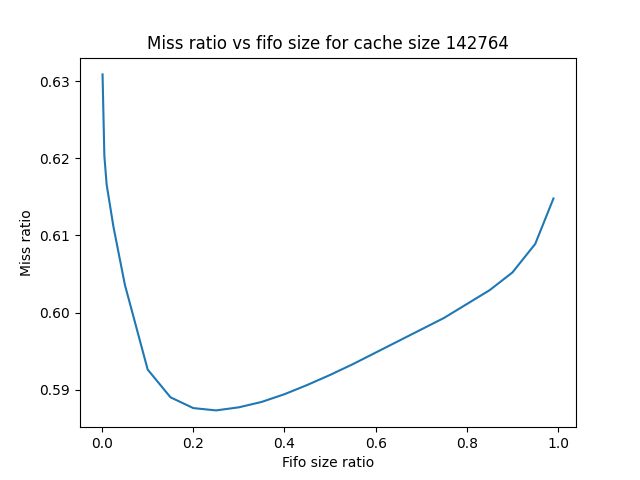 Miss ratio vs fifo size for cache size 142764
Miss ratio
0.63
0.62
0.61
0.60
0.59
0.0 0.2 0.4 0.6 0.8 1.0
Fifo size ratio